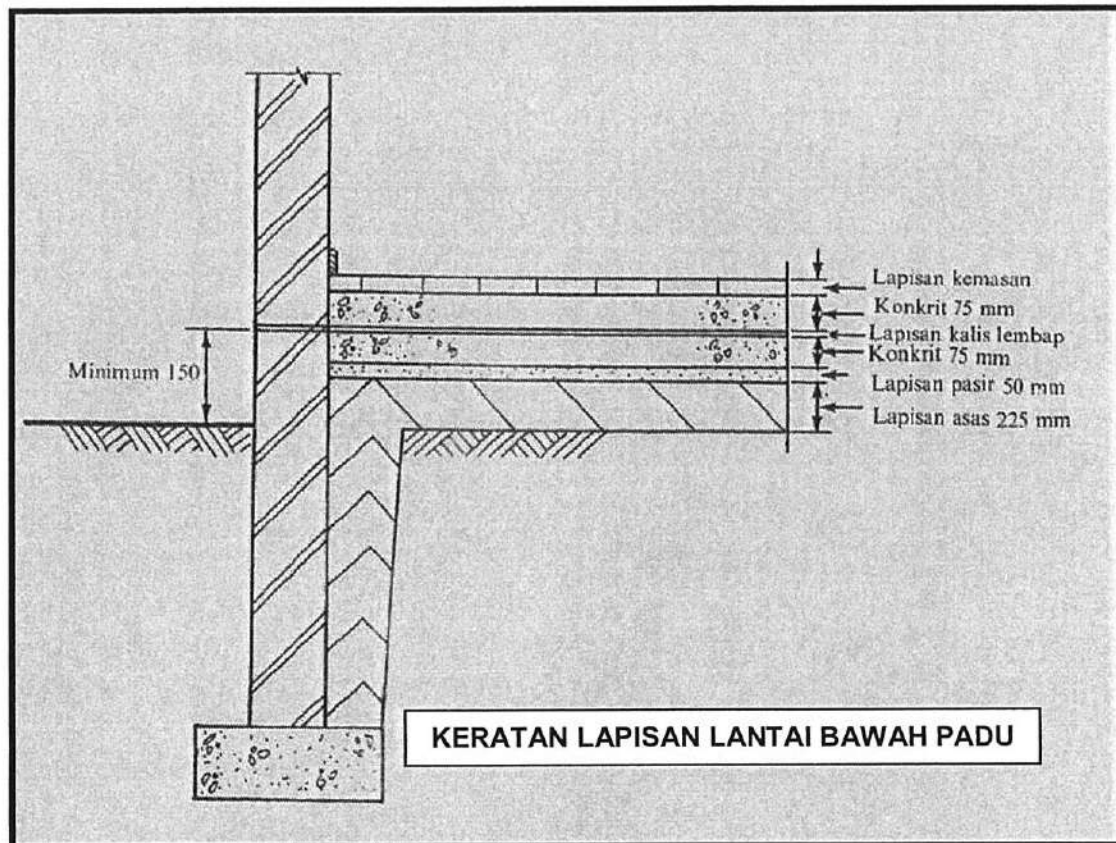 Lapisan kemasan
Konkrit 75 mm
Lapisan kalis lembap
Konkrit 75 mm
Minimum 150
Lapisan pasir 50 mm
Lapisan asas 225 mm
KERATAN LAPISAN LANTAI BAWAH PADU